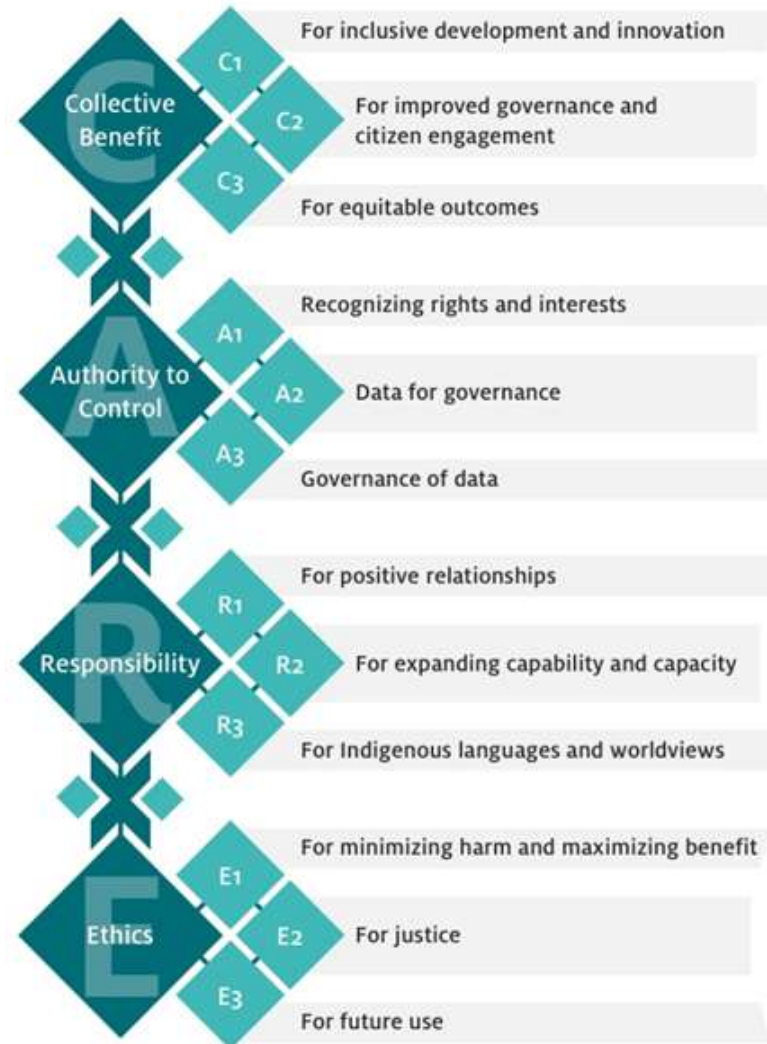 C
Collective
Benefit
C1
For inclusive development and innovation
C2
For improved governance and
citizen engagement
C3
For equitable outcomes
A
Authority to
Control
A1
Recognizing rights and interests
A2
Data for governance
A3
Governance of data
R
Responsibility
R1
For positive relationships
R2
For expanding capability and capacity
R3
For Indigenous languages and worldviews
E
Ethics
E1
For minimizing harm and maximizing benefit
E2
For justice
E3
For future use